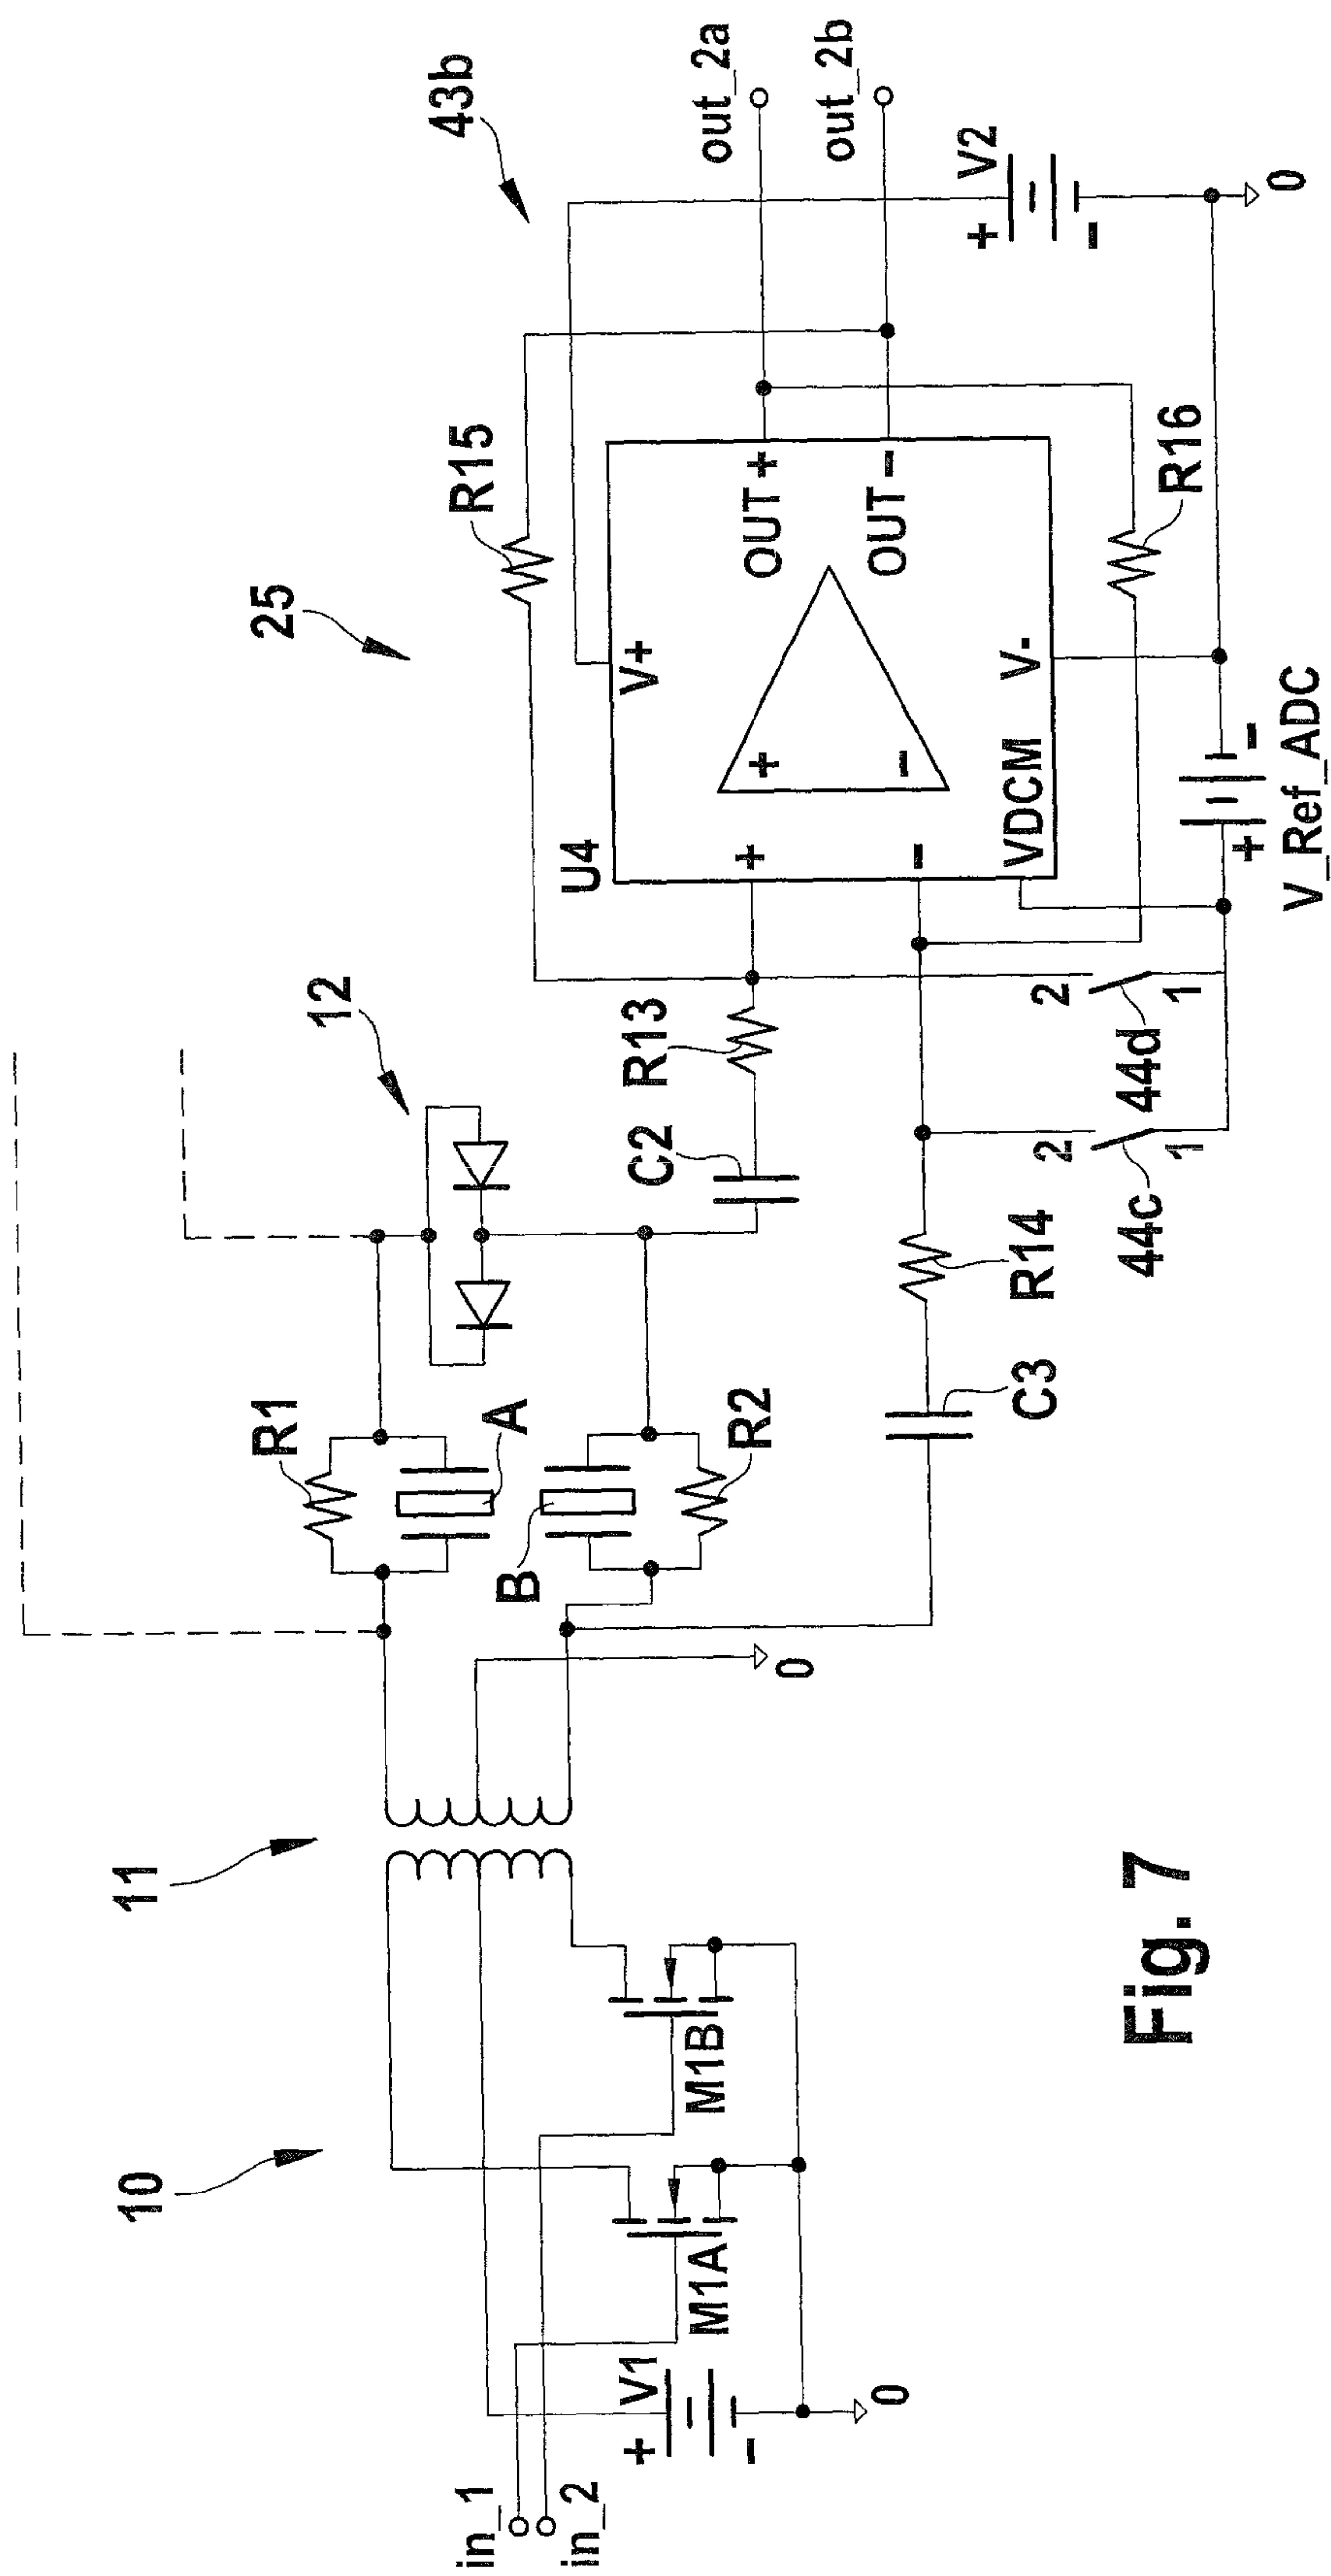 10
11
12
25
43b
in_1
in_2
V1
+
-
0
M1A
M1B
0
R1
A
B
R2
C3
R14
C2
R13
44c
2
1
44d
2
1
U4
+
-
VDCM
V+
V-
+
-
OUT+
OUT-
R15
R16
V_Ref_ADC
+
-
V2
+
-
0
out_2a
out_2b
Fig. 7